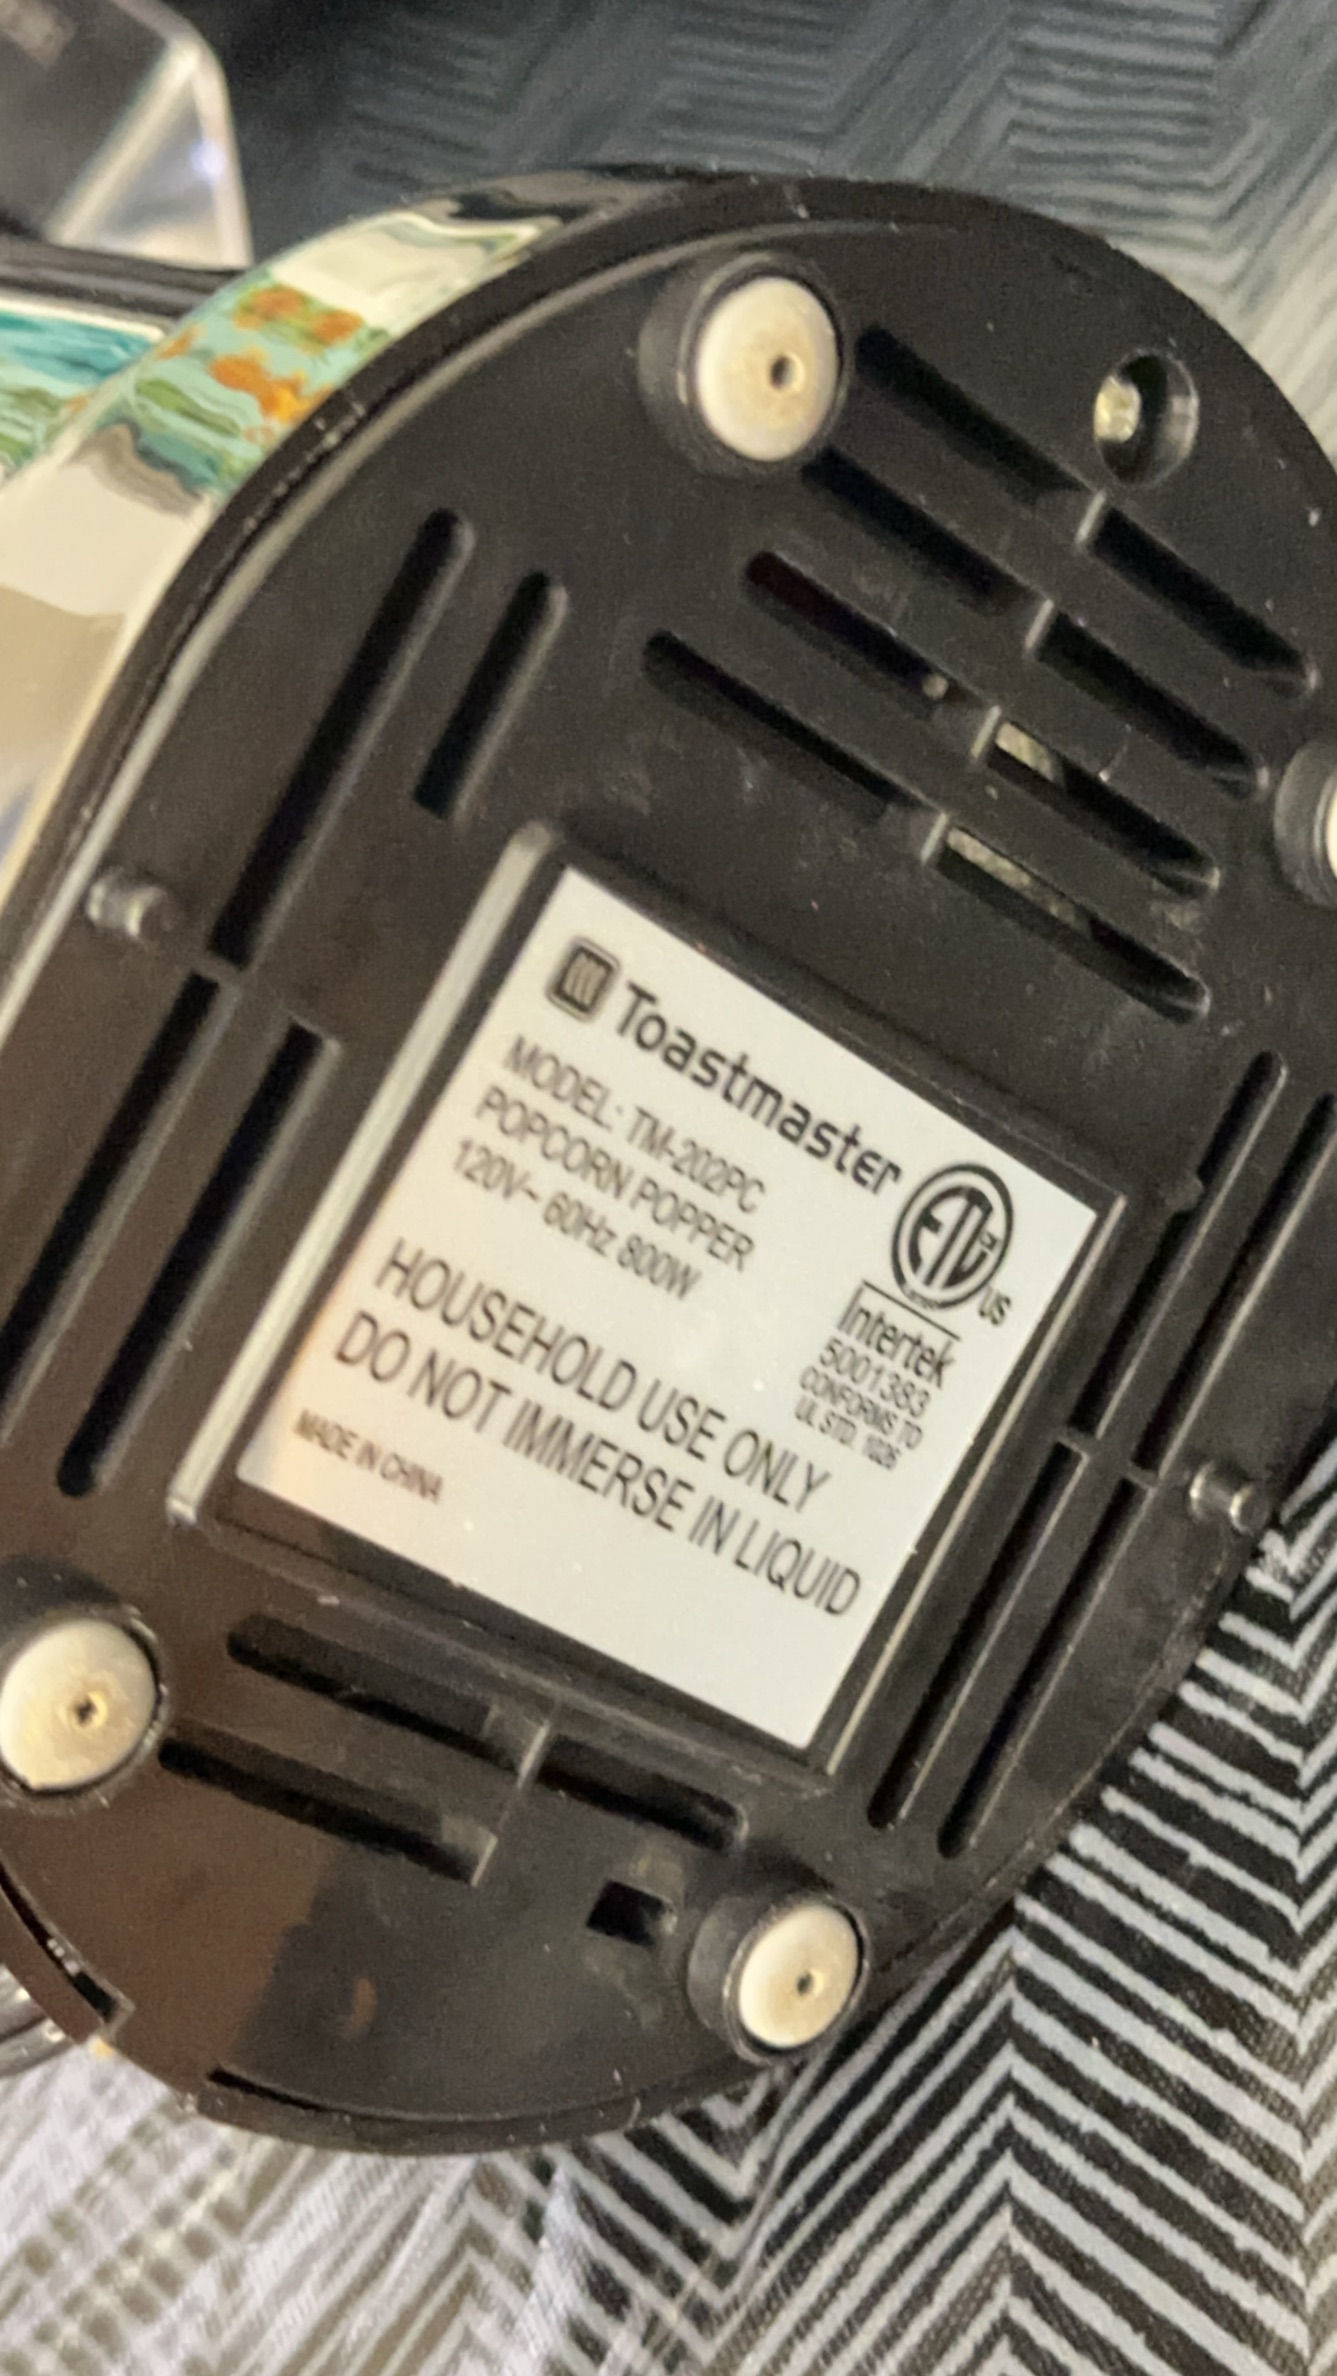 Toastmaster
MODEL: TM-202PC
POPCORN POPPER
120V~ 60Hz 800W
HOUSEHOLD USE ONLY
DO NOT IMMERSE IN LIQUID
MADE IN CHINA
ETL
US
Intertek
5001383
CONFORMS TO
UL STD. 1026